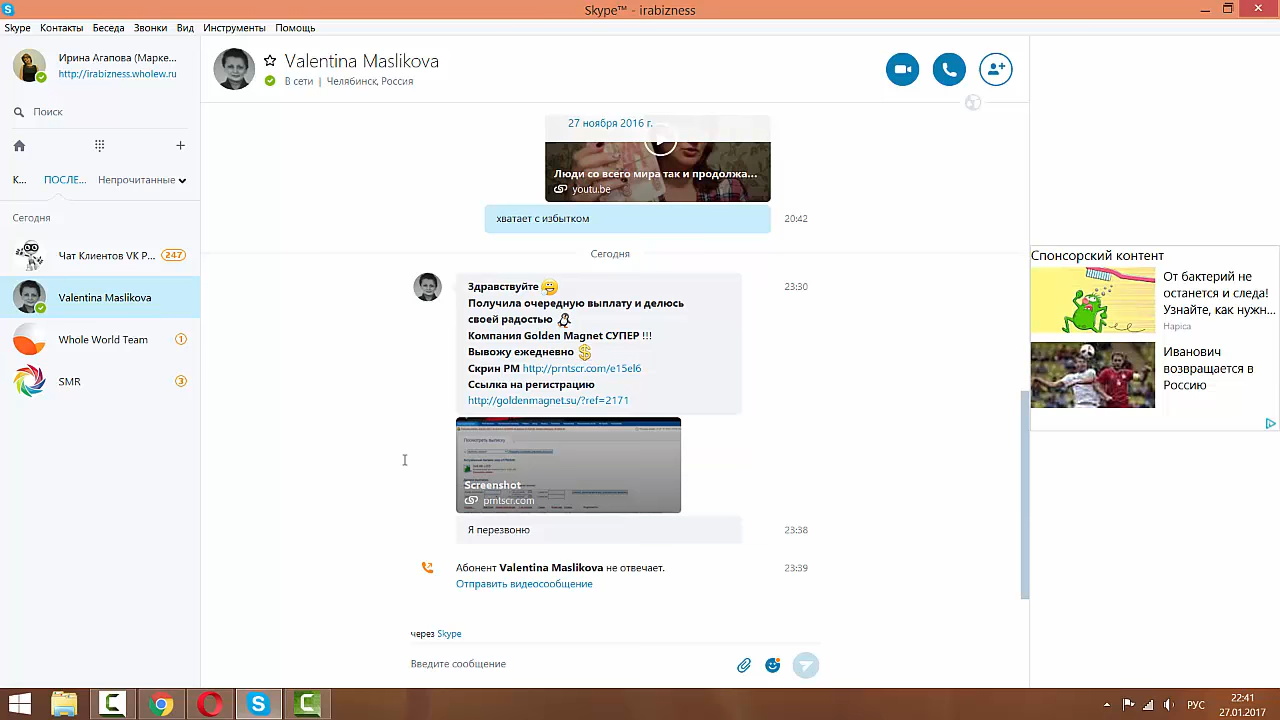 Skype™ - irabizness
Skype Контакты Беседа Звонки Вид Инструменты Помощь
Ирина Агапова (Марке...
http://irabizness.wholew.ru
Поиск
К... ПОСЛЕ... Непрочитанные
Сегодня
Чат Клиентов VK P... 247
Valentina Maslikova
Whole World Team 1
SMR 3
Valentina Maslikova
В сети | Челябинск, Россия
27 ноября 2016 г.
Люди со всего мира так и продолжа...
youtu.be
хватает с избытком 20:42
Сегодня
Здравствуйте 23:30
Получила очередную выплату и делюсь
своей радостью
Компания Golden Magnet СУПЕР !!!
Вывожу ежедневно
Скрин PM http://prntscr.com/e15el6
Ссылка на регистрацию
http://goldenmagnet.su/?ref=2171
Screenshot
prntscr.com
Я перезвоню 23:38
Абонент Valentina Maslikova не отвечает. 23:39
Отправить видеосообщение
через Skype
Введите сообщение
Спонсорский контент
От бактерий не
останется и следа!
Узнайте, как нужн...
Hapica
Иванович
возвращается в
Россию
РУС
22:41
27.01.2017